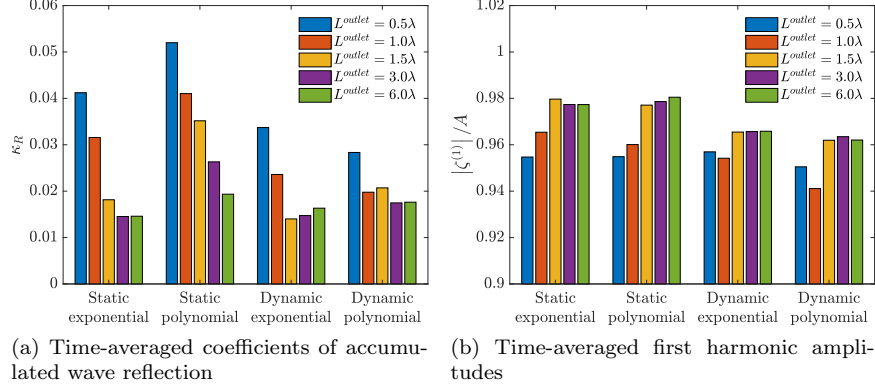 0.06
0.05
0.04
0.03
0.02
0.01
0
κ_R
L^outlet = 0.5λ
L^outlet = 1.0λ
L^outlet = 1.5λ
L^outlet = 3.0λ
L^outlet = 6.0λ
Static Static Dynamic Dynamic
exponential polynomial exponential polynomial
(a) Time-averaged coefficients of accumu-
lated wave reflection
1.02
1
0.98
0.96
0.94
0.92
0.9
|ζ^(1)|/A
L^outlet = 0.5λ
L^outlet = 1.0λ
L^outlet = 1.5λ
L^outlet = 3.0λ
L^outlet = 6.0λ
Static Static Dynamic Dynamic
exponential polynomial exponential polynomial
(b) Time-averaged first harmonic ampli-
tudes